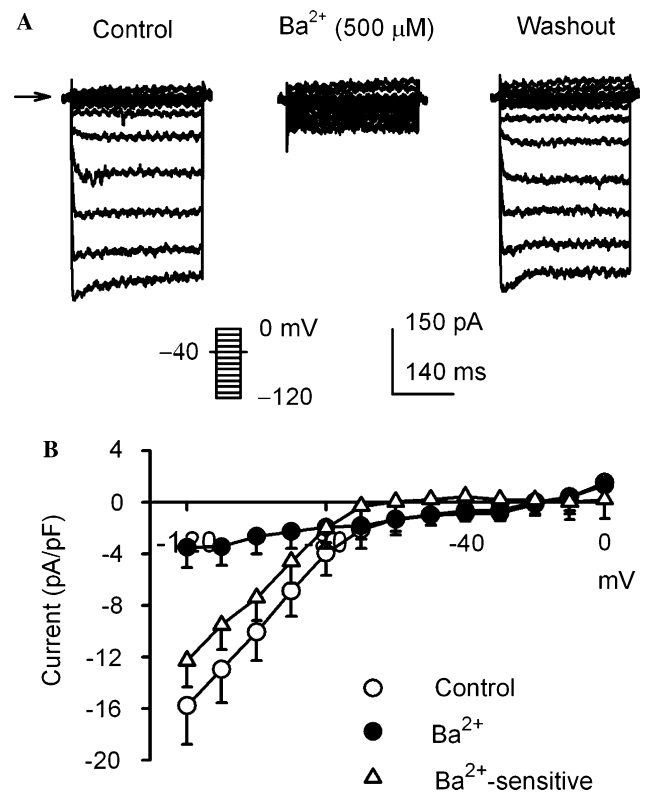 A
Control
Ba²⁺ (500 µM)
Washout
0 mV
−40
−120
150 pA
140 ms
B
4
0
-4
-8
-12
-16
-20
Current (pA/pF)
-120
-80
-40
0
mV
Control
Ba²⁺
Ba²⁺-sensitive